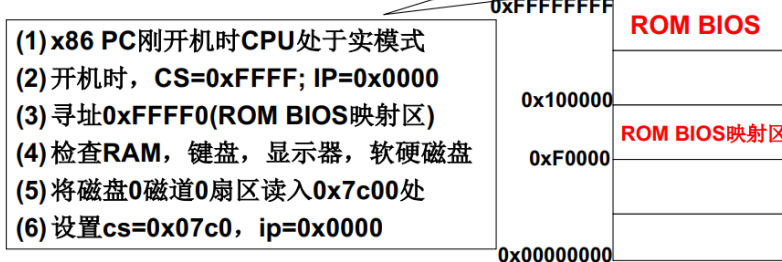 (1) x86 PC刚开机时CPU处于实模式
(2) 开机时，CS=0xFFFF; IP=0x0000
(3) 寻址0xFFFF0(ROM BIOS映射区)
(4) 检查RAM，键盘，显示器，软硬磁盘
(5) 将磁盘0磁道0扇区读入0x7c00处
(6) 设置cs=0x07c0，ip=0x0000
0xFFFFFFFF
ROM BIOS
0x100000
ROM BIOS映射区
0xF0000
0x00000000